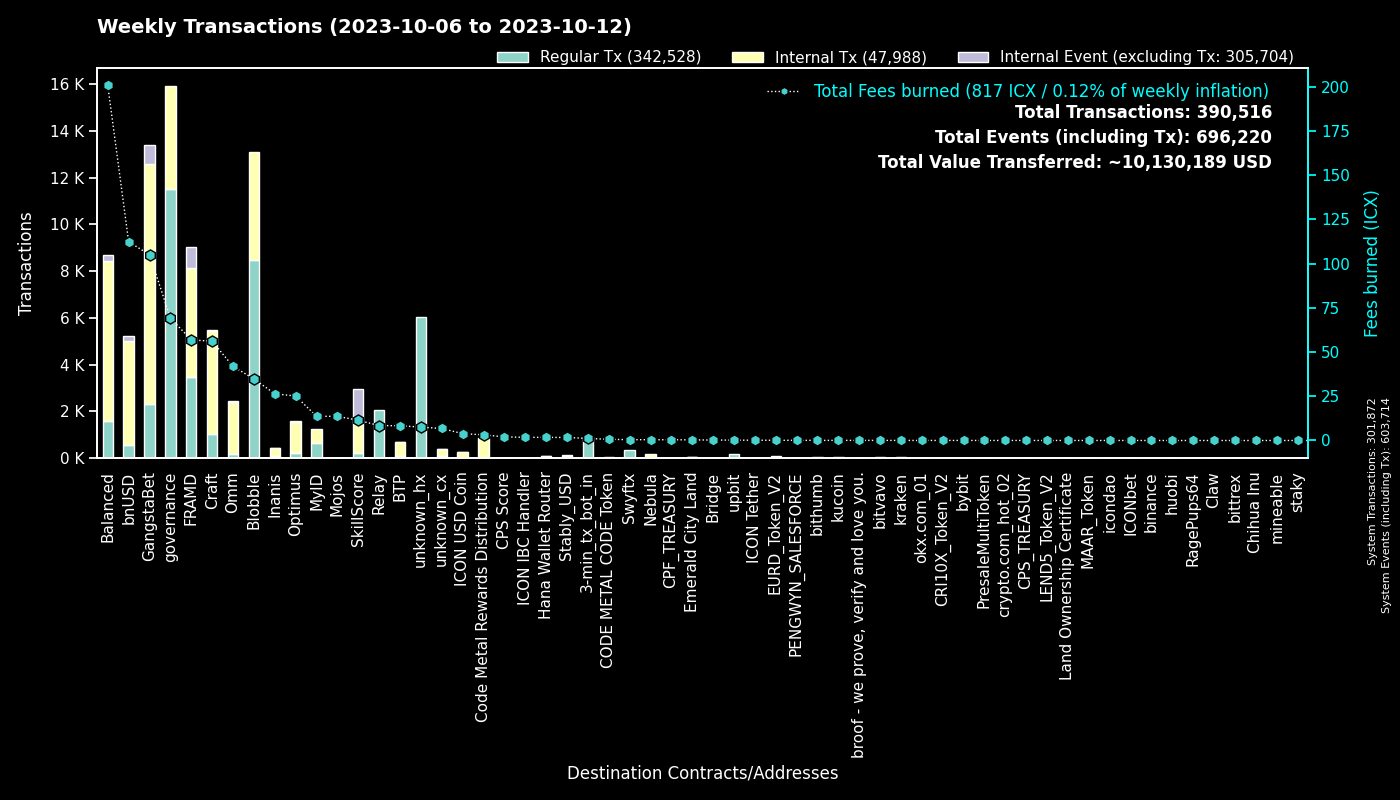 Weekly Transactions (2023-10-06 to 2023-10-12)
Regular Tx (342,528)
Internal Tx (47,988)
Internal Event (excluding Tx: 305,704)
Total Fees burned (817 ICX / 0.12% of weekly inflation)
Total Transactions: 390,516
Total Events (including Tx): 696,220
Total Value Transferred: ~10,130,189 USD
Transactions
16 K
14 K
12 K
10 K
8 K
6 K
4 K
2 K
0 K
200
175
150
125
100
75
50
25
0
Fees burned (ICX)
System Transactions: 301,872
System Events (including Tx): 603,714
Balanced
bnUSD
GangstaBet
governance
FRAMD
Craft
Omm
Blobble
Inanis
Optimus
MyID
Mojos
SkillScore
Relay
BTP
unknown_hx
unknown_cx
ICON USD Coin
Code Metal Rewards Distribution
CPS Score
ICON IBC Handler
Hana Wallet Router
Stably_USD
3-min_tx_bot_in
CODE METAL CODE Token
Swyftx
Nebula
CPF_TREASURY
Emerald City Land
Bridge
upbit
ICON Tether
EURD_Token_V2
PENGWYN_SALESFORCE
bithumb
kucoin
broof - we prove, verify and love you.
bitvavo
kraken
okx.com_01
CRI10X_Token_V2
bybit
PresaleMultiToken
crypto.com_hot_02
CPS_TREASURY
LEND5_Token_V2
Land Ownership Certificate
MAAR_Token
icondao
ICONbet
binance
huobi
RagePups64
Claw
bittrex
Chihua Inu
mineable
staky
Destination Contracts/Addresses